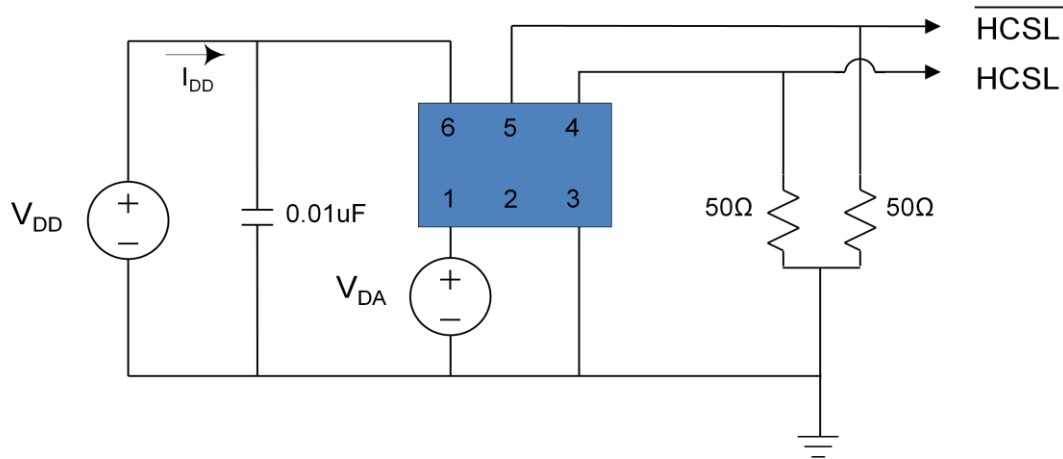 HCSL
HCSL
I_DD
6 5 4
1 2 3
V_DD
+
−
0.01uF
50Ω 50Ω
V_DA
+
−